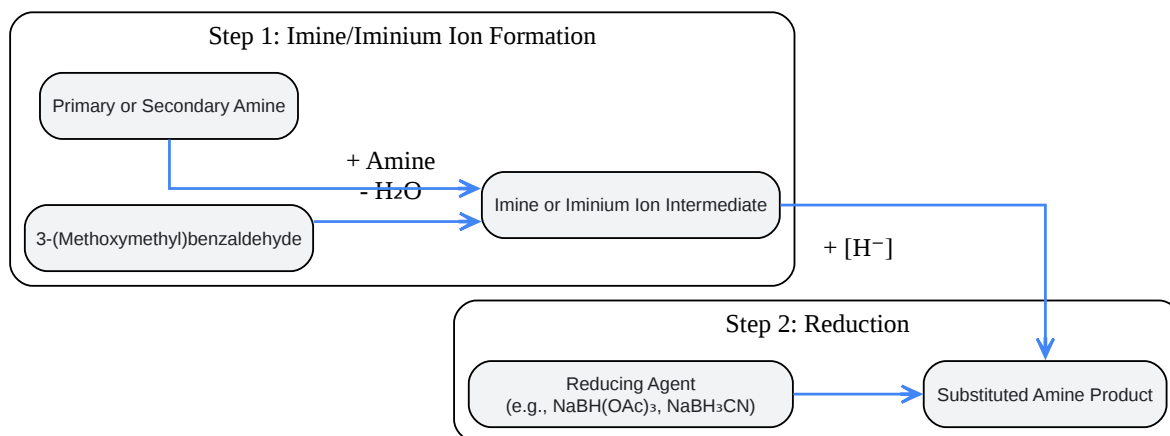 Step 1: Imine/Iminium Ion Formation
Primary or Secondary Amine
+ Amine
- H₂O
Imine or Iminium Ion Intermediate
3-(Methoxymethyl)benzaldehyde
+ [H⁻]
Step 2: Reduction
Reducing Agent
(e.g., NaBH(OAc)₃, NaBH₃CN)
Substituted Amine Product